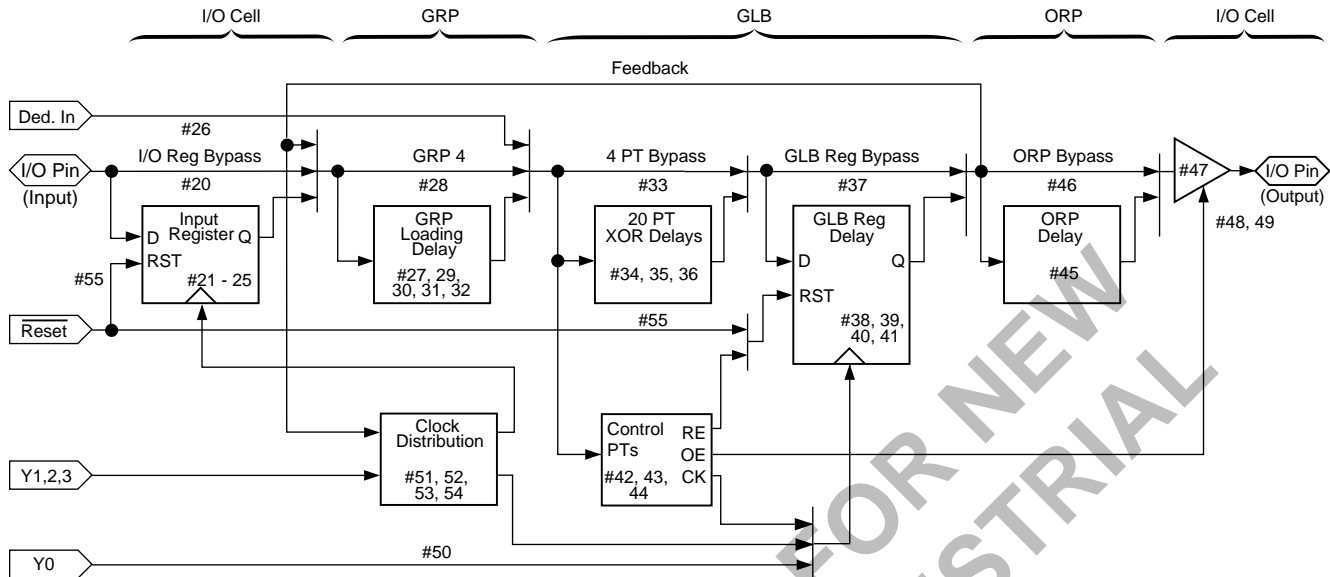 I/O Cell GRP GLB ORP I/O Cell
Feedback
Ded. In
#26
I/O Reg Bypass GRP 4 4 PT Bypass GLB Reg Bypass ORP Bypass
I/O Pin
(Input)
#20 #28 #33 #37 #46
#47
I/O Pin
(Output)
#48, 49
Input
Register
D Q
RST
#21 - 25
#55
GRP
Loading
Delay
#27, 29,
30, 31, 32
20 PT
XOR Delays
#34, 35, 36
GLB Reg
Delay
D Q
RST
#38, 39,
40, 41
ORP
Delay
#45
Reset
#55
Clock
Distribution
#51, 52,
53, 54
Control
PTs
RE
OE
CK
#42, 43,
44
Y1,2,3
Y0
#50
FOR NEW
STRIAL